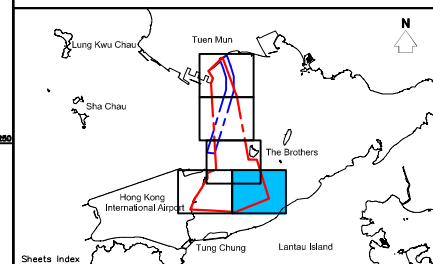 Tuen Mun
N
Lung Kwu Chau
Sha Chau
250
The Brothers
Hong Kong
International Airport
Tung Chung
Lantau Island
Sheets Index